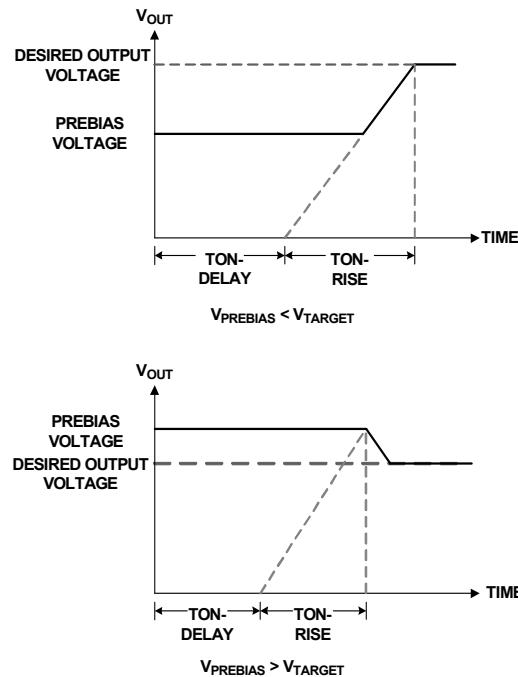 VOUT
DESIRED OUTPUT
VOLTAGE
PREBIAS
VOLTAGE
TIME
TON-
DELAY
TON-
RISE
VPREBIAS < VTARGET
VOUT
PREBIAS
VOLTAGE
DESIRED OUTPUT
VOLTAGE
TIME
TON-
DELAY
TON-
RISE
VPREBIAS > VTARGET